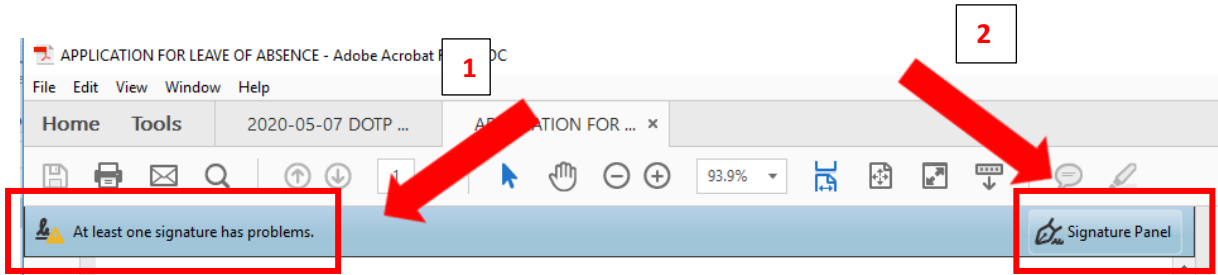 2
1
APPLICATION FOR LEAVE OF ABSENCE - Adobe Acrobat DC
File Edit View Window Help
Home Tools 2020-05-07 DOTP ... FOR ... ×
1 93.9%
At least one signature has problems. Signature Panel